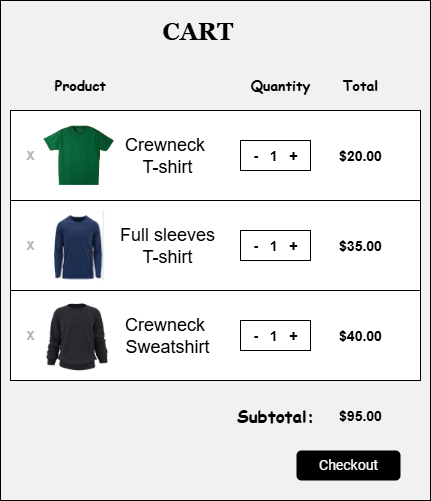 CART
Product Quantity Total
x Crewneck
T-shirt
- 1 + $20.00
x Full sleeves
T-shirt
- 1 + $35.00
x Crewneck
Sweatshirt
- 1 + $40.00
Subtotal: $95.00
Checkout